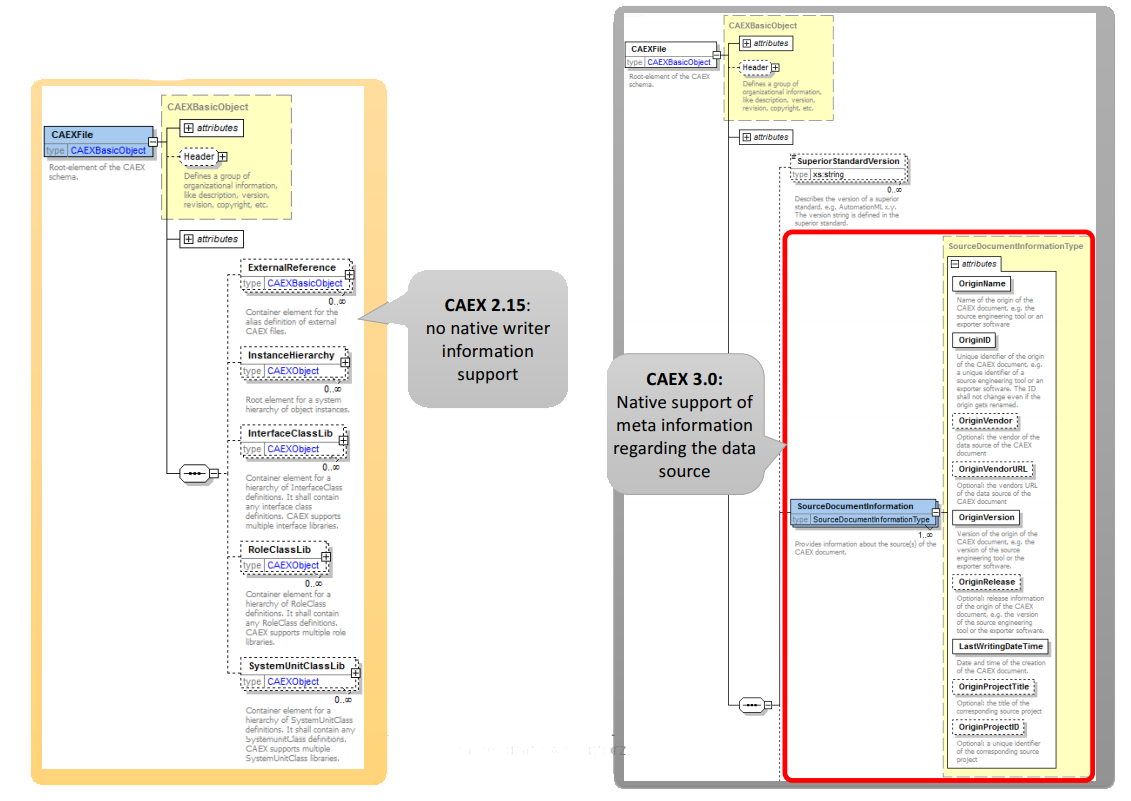 CAEXBasicObject
attributes
CAEXFile
type CAEXBasicObject
Root-element of the CAEX
schema.
Header
Defines a group of
organizational information,
like description, version,
revision, copyright, etc.
attributes
ExternalReference
type CAEXBasicObject
0..∞
Container element for the
alias definition of external
CAEX files.
InstanceHierarchy
type CAEXObject
0..∞
Root element for a system
hierarchy of object instances.
InterfaceClassLib
type CAEXObject
0..∞
Container element for a
hierarchy of InterfaceClass
definitions. It shall contain
any interface class
definitions. CAEX supports
multiple interface libraries.
RoleClassLib
type CAEXObject
0..∞
Container element for a
hierarchy of RoleClass
definitions. It shall contain
any RoleClass definitions.
CAEX supports multiple role
libraries.
SystemUnitClassLib
type CAEXObject
0..∞
Container element for a
hierarchy of SystemUnitClass
definitions. It shall contain any
SystemunitClass definitions.
CAEX supports multiple
SystemUnitClass libraries.
CAEX 2.15:
no native writer
information
support
CAEXBasicObject
attributes
CAEXFile
type CAEXBasicObject
Root-element of the CAEX
schema.
Header
Defines a group of
organizational information,
like description, version,
revision, copyright, etc.
attributes
SuperiorStandardVersion
type xs:string
0..∞
Describes the version of a superior
standard, e.g. AutomationML x.y.
The version string is defined in the
superior standard.
CAEX 3.0:
Native support of
meta information
regarding the data
source
SourceDocumentInformation
type SourceDocumentInformationType
1..∞
Provides information about the source(s) of the
CAEX document.
SourceDocumentInformationType
attributes
OriginName
Name of the origin of the
CAEX document, e.g. the
source engineering tool or an
exporter software
OriginID
Unique identifier of the origin
of the CAEX document, e.g.
a unique identifier of a
source engineering tool or an
exporter software. The ID
shall not change even if the
origin gets renamed.
OriginVendor
Optional: the vendor of the
data source of the CAEX
document
OriginVendorURL
Optional: the vendors URL
of the data source of the
CAEX document
OriginVersion
Version of the origin of the
CAEX document, e.g. the
version of the source
engineering tool or the
exporter software.
OriginRelease
Optional: release information
of the origin of the CAEX
document, e.g. the version
of the source engineering
tool or the exporter software.
LastWritingDateTime
Date and time of the creation
of the CAEX document.
OriginProjectTitle
Optional: the title of the
corresponding source project
OriginProjectID
Optional: a unique identifier
of the corresponding source
project